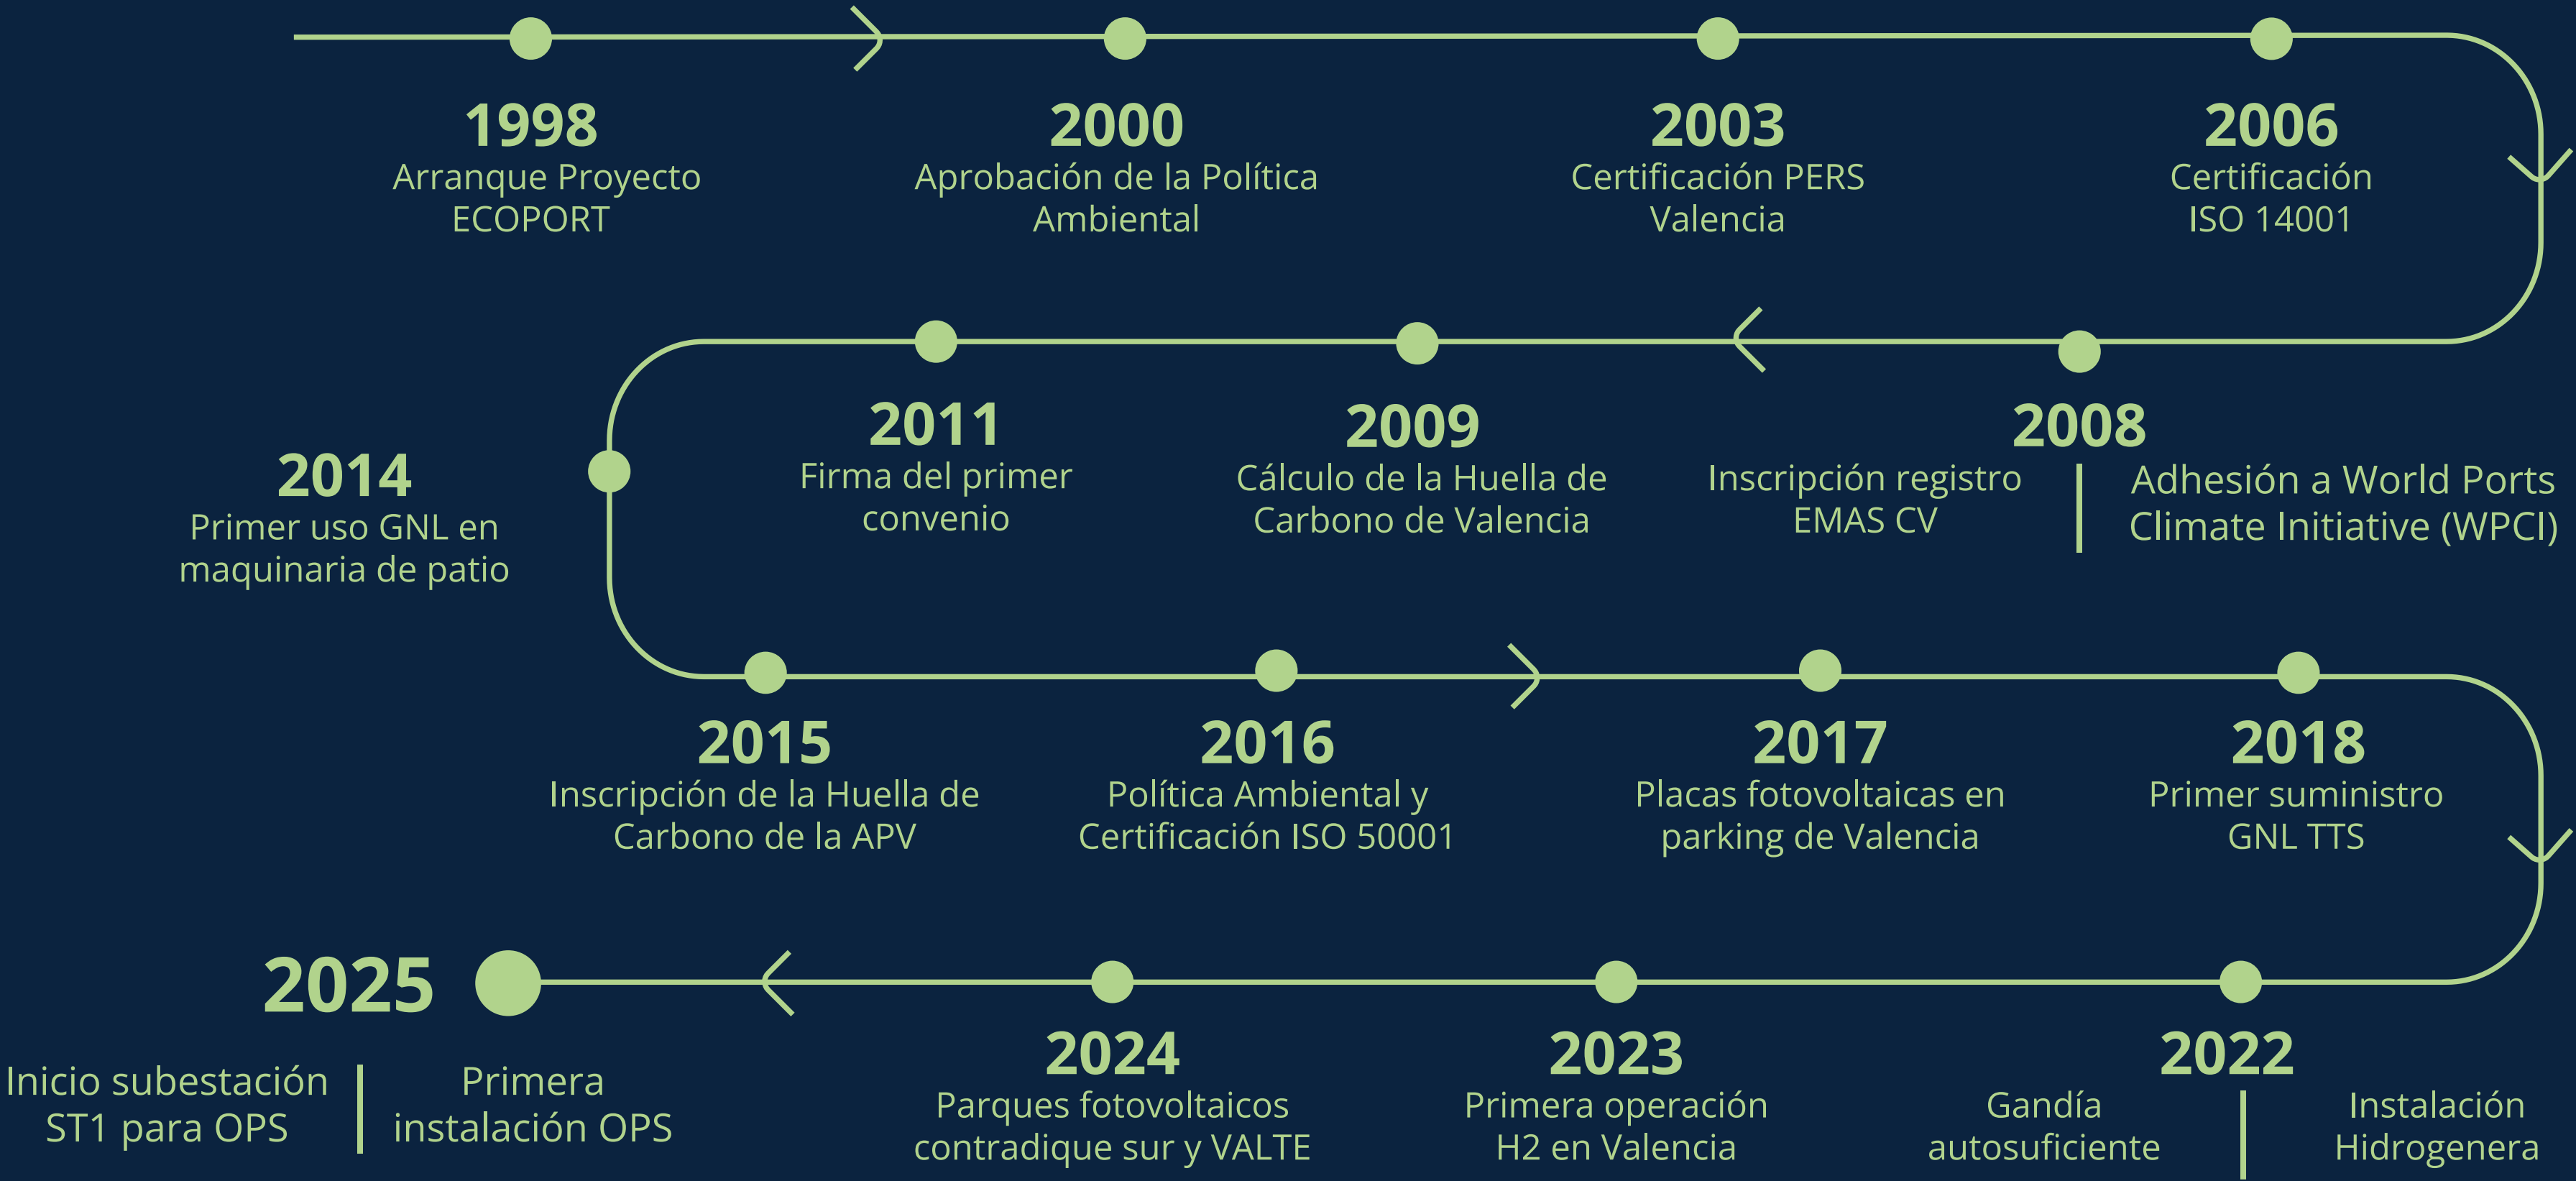 1998
Arranque Proyecto
ECOPORT
2000
Aprobación de la Política
Ambiental
2003
Certificación PERS
Valencia
2006
Certificación
ISO 14001
2008
Inscripción registro
EMAS CV
Adhesión a World Ports
Climate Initiative (WPCI)
2009
Cálculo de la Huella de
Carbono de Valencia
2011
Firma del primer
convenio
2014
Primer uso GNL en
maquinaria de patio
2015
Inscripción de la Huella de
Carbono de la APV
2016
Política Ambiental y
Certificación ISO 50001
2017
Placas fotovoltaicas en
parking de Valencia
2018
Primer suministro
GNL TTS
2022
Gandía
autosuficiente
Instalación
Hidrogenera
2023
Primera operación
H2 en Valencia
2024
Parques fotovoltaicos
contradique sur y VALTE
2025
Inicio subestación
ST1 para OPS
Primera
instalación OPS